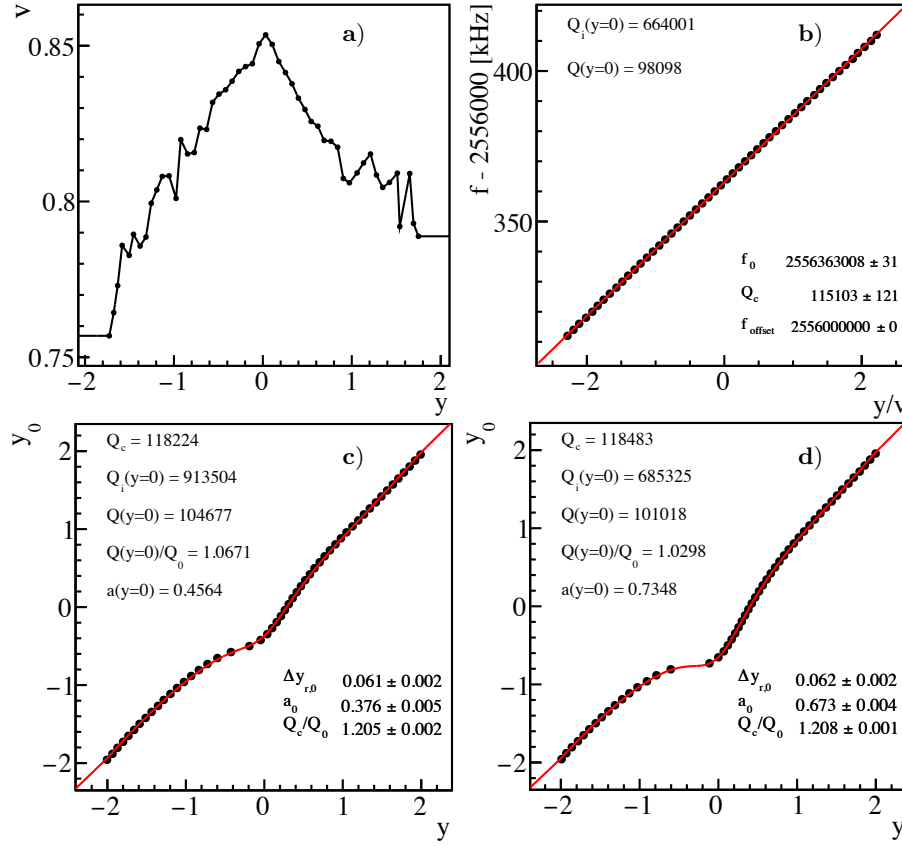 v
a)
0.85
0.8
0.75
−2
−1
0
1
2
y
f - 2556000 [kHz]
b)
Q_i(y=0) = 664001
Q(y=0) = 98098
400
350
f_0 2556363008 ± 31
Q_c 115103 ± 121
f_offset 2556000000 ± 0
−2
0
2
y/v
y_0
c)
Q_c = 118224
Q_i(y=0) = 913504
Q(y=0) = 104677
Q(y=0)/Q_0 = 1.0671
a(y=0) = 0.4564
2
1
0
−1
−2
Δy_r,0 0.061 ± 0.002
a_0 0.376 ± 0.005
Q_c/Q_0 1.205 ± 0.002
−2
−1
0
1
2
y
y_0
d)
Q_c = 118483
Q_i(y=0) = 685325
Q(y=0) = 101018
Q(y=0)/Q_0 = 1.0298
a(y=0) = 0.7348
2
1
0
−1
−2
Δy_r,0 0.062 ± 0.002
a_0 0.673 ± 0.004
Q_c/Q_0 1.208 ± 0.001
−2
−1
0
1
2
y